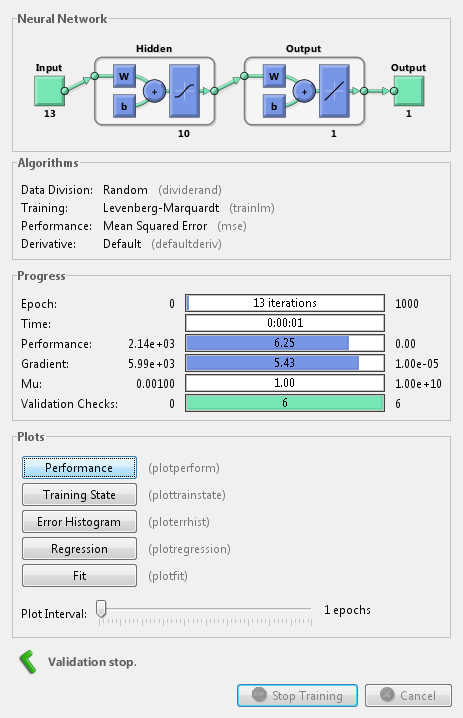 Neural Network
Hidden Output
Input Output
W W
b + b +
13 10 1 1
Algorithms
Data Division: Random (dividerand)
Training: Levenberg-Marquardt (trainlm)
Performance: Mean Squared Error (mse)
Derivative: Default (defaultderiv)
Progress
Epoch: 0 13 iterations 1000
Time: 0:00:01
Performance: 2.14e+03 6.25 0.00
Gradient: 5.99e+03 5.43 1.00e-05
Mu: 0.00100 1.00 1.00e+10
Validation Checks: 0 6 6
Plots
Performance (plotperform)
Training State (plottrainstate)
Error Histogram (ploterrhist)
Regression (plotregression)
Fit (plotfit)
Plot Interval: 1 epochs
Validation stop.
Stop Training Cancel